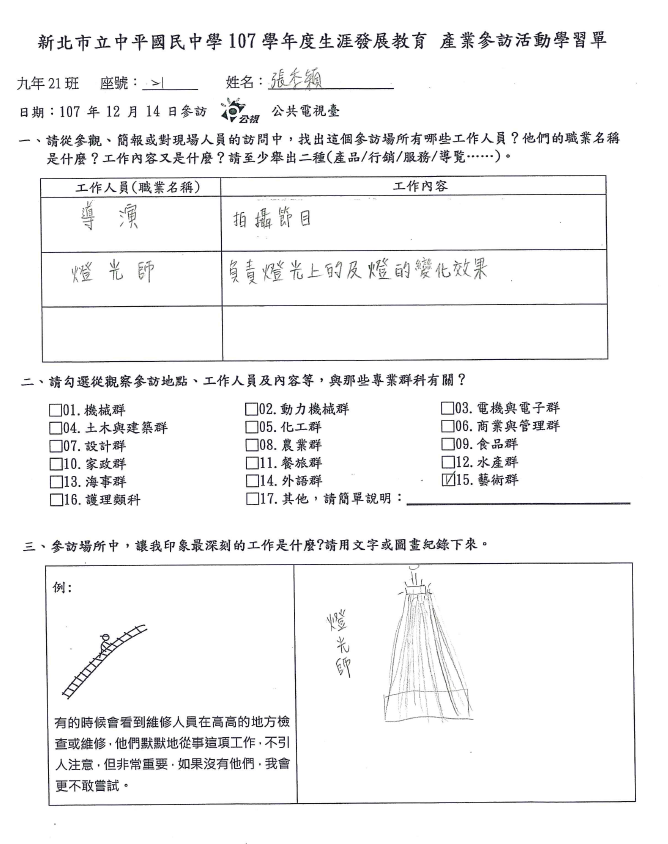 新北市立中平國民中學 107 學年度生涯發展教育 產業參訪活動學習單
九年 21 班 座號：21 姓名：張丞穎
日期：107 年 12 月 14 日參訪 公視 公共電視臺
一、請從參觀、簡報或對現場人員的訪問中，找出這個參訪場所有哪些工作人員？他們的職業名稱
是什麼？工作內容又是什麼？請至少舉出二種(產品/行銷/服務/導覽……)。
工作人員(職業名稱) 工作內容
導演 拍攝節目
燈光師 負責燈光上的及燈的變化效果
二、請勾選從觀察參訪地點、工作人員及內容等，與那些專業群科有關？
□01.機械群 □02.動力機械群 □03.電機與電子群
□04.土木與建築群 □05.化工群 □06.商業與管理群
□07.設計群 □08.農業群 □09.食品群
□10.家政群 □11.餐旅群 □12.水產群
□13.海事群 □14.外語群 ☑15.藝術群
□16.護理類科 □17.其他，請簡單說明：
三、參訪場所中，讓我印象最深刻的工作是什麼?請用文字或圖畫紀錄下來。
例：
有的時候會看到維修人員在高高的地方檢
查或維修，他們默默地從事這項工作，不引
人注意，但非常重要，如果沒有他們，我會
更不敢嘗試。
燈光師